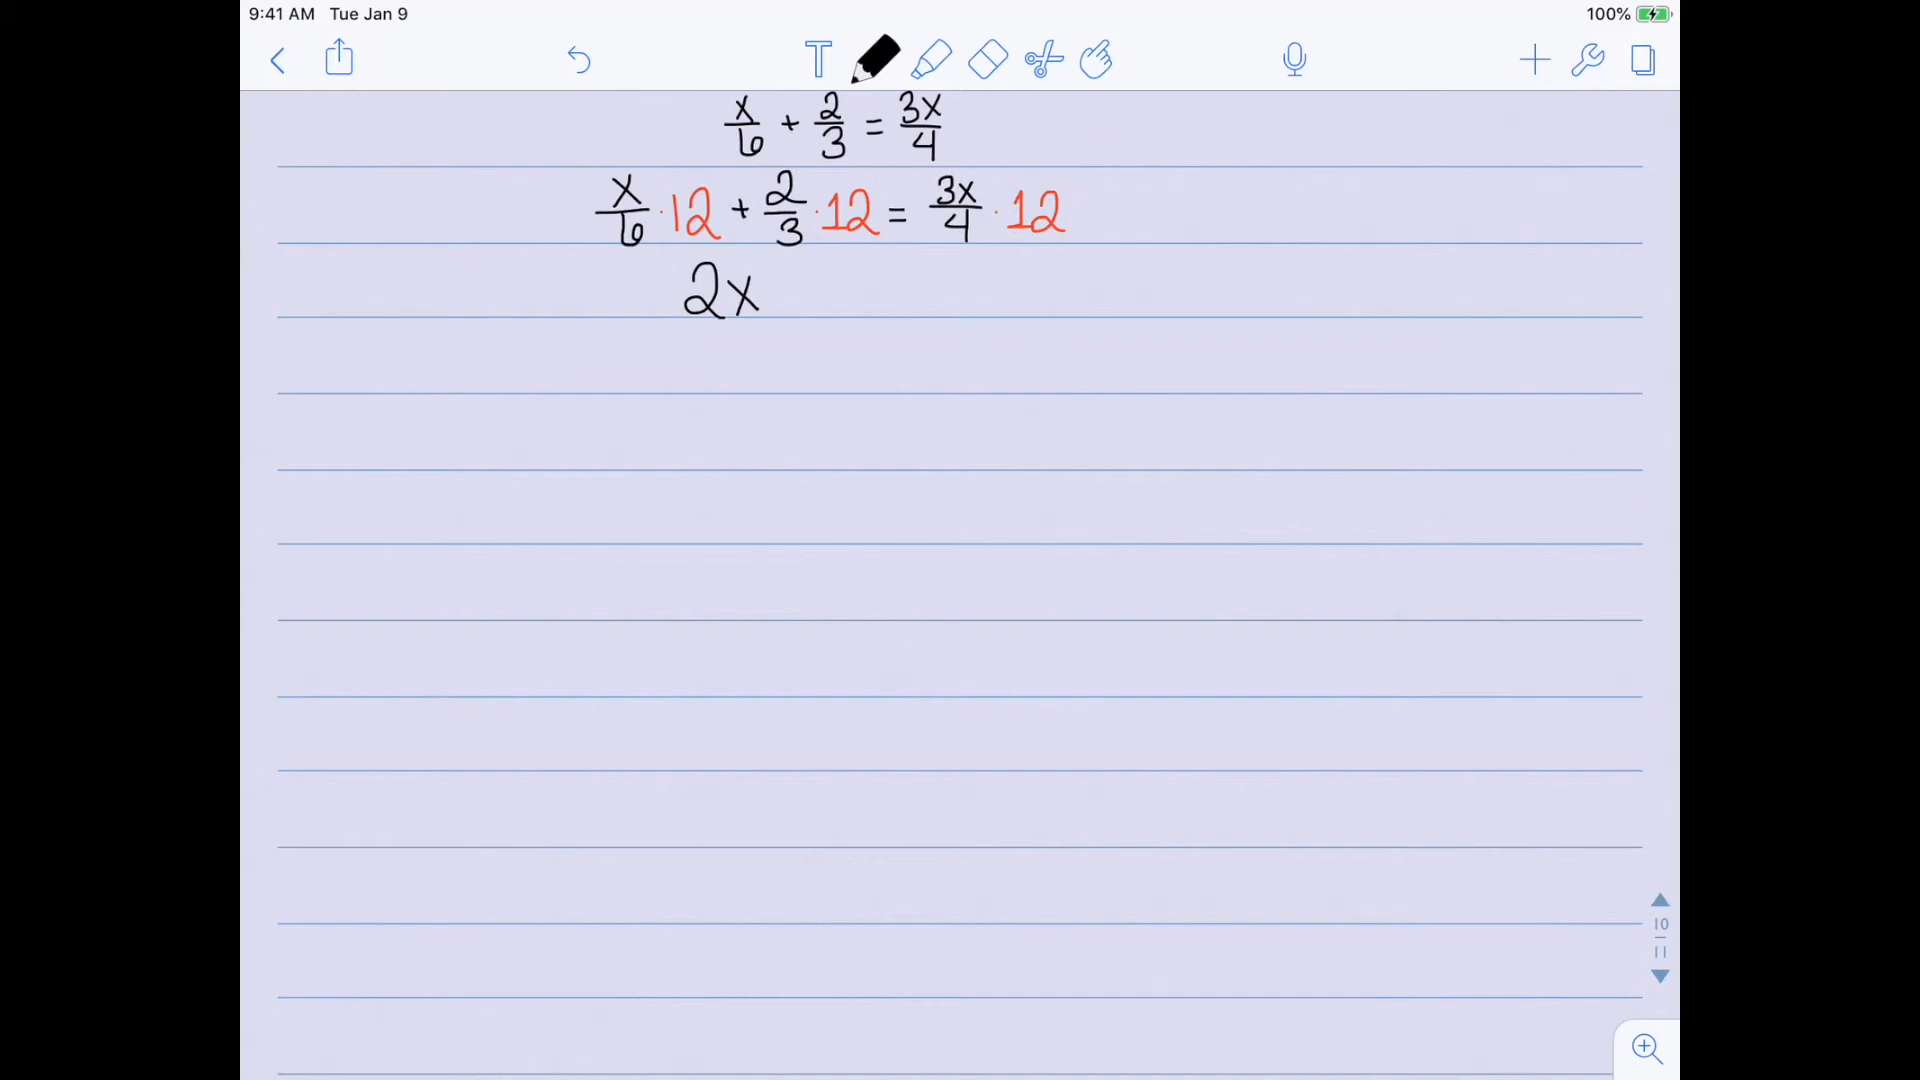 9:41 AM Tue Jan 9 100%
T
x/6 + 2/3 = 3x/4
x/6 · 12 + 2/3 · 12 = 3x/4 · 12
2x
10
11